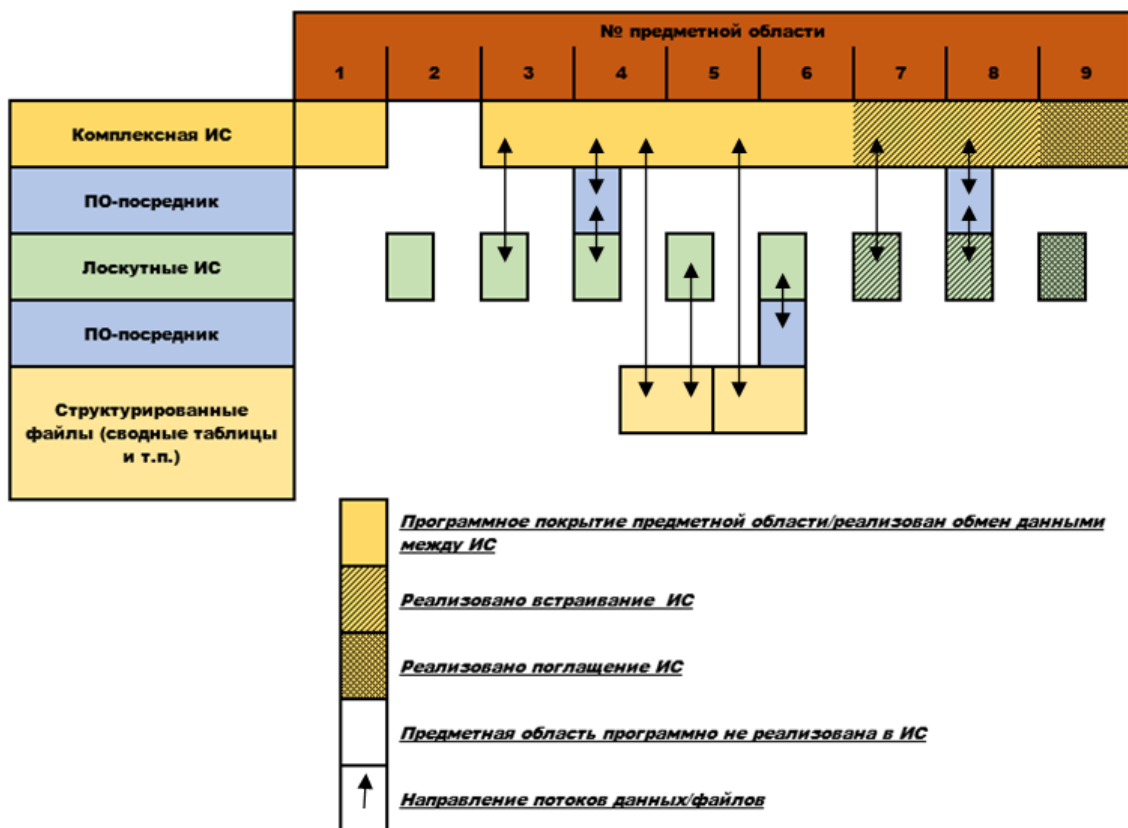 № предметной области
1 2 3 4 5 6 7 8 9
Комплексная ИС
ПО-посредник
Лоскутные ИС
ПО-посредник
Структурированные
файлы (сводные таблицы
и т.п.)
Программное покрытие предметной области/реализован обмен данными
между ИС
Реализовано встраивание ИС
Реализовано поглащение ИС
Предметная область программно не реализована в ИС
Направление потоков данных/файлов